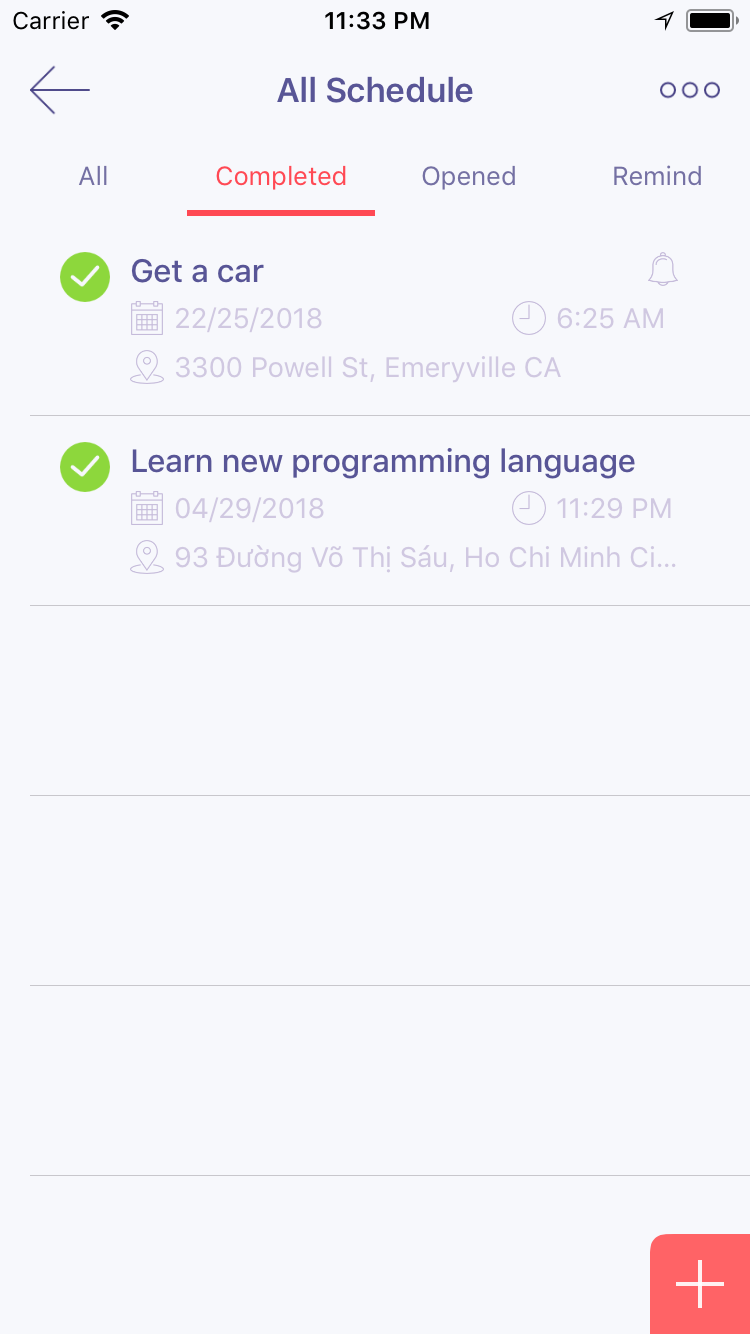 Carrier 11:33 PM
All Schedule
All Completed Opened Remind
Get a car
22/25/2018 6:25 AM
3300 Powell St, Emeryville CA
Learn new programming language
04/29/2018 11:29 PM
93 Đường Võ Thị Sáu, Ho Chi Minh Ci...